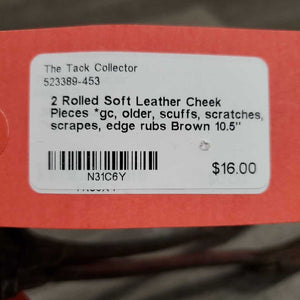 The Tack Collector
523389-453
2 Rolled Soft Leather Cheek
Pieces *gc, older, scuffs, scratches,
scrapes, edge rubs Brown 10.5"
N31C6Y
$16.00